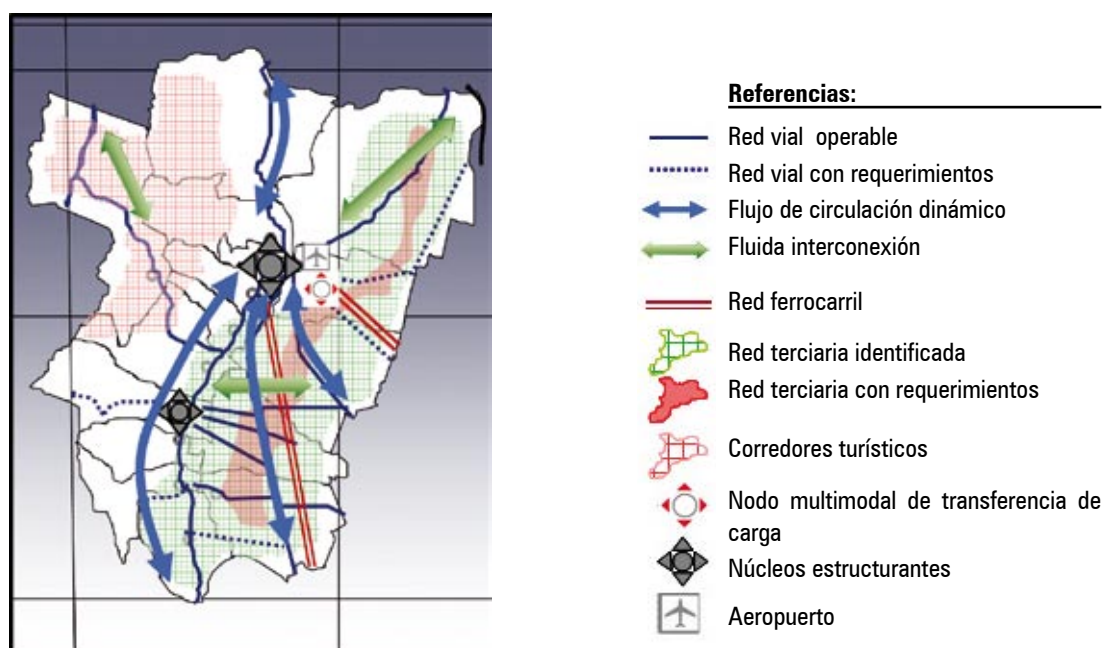 Referencias:
Red vial operable
Red vial con requerimientos
Flujo de circulación dinámico
Fluida interconexión
Red ferrocarril
Red terciaria identificada
Red terciaria con requerimientos
Corredores turísticos
Nodo multimodal de transferencia de
carga
Núcleos estructurantes
Aeropuerto